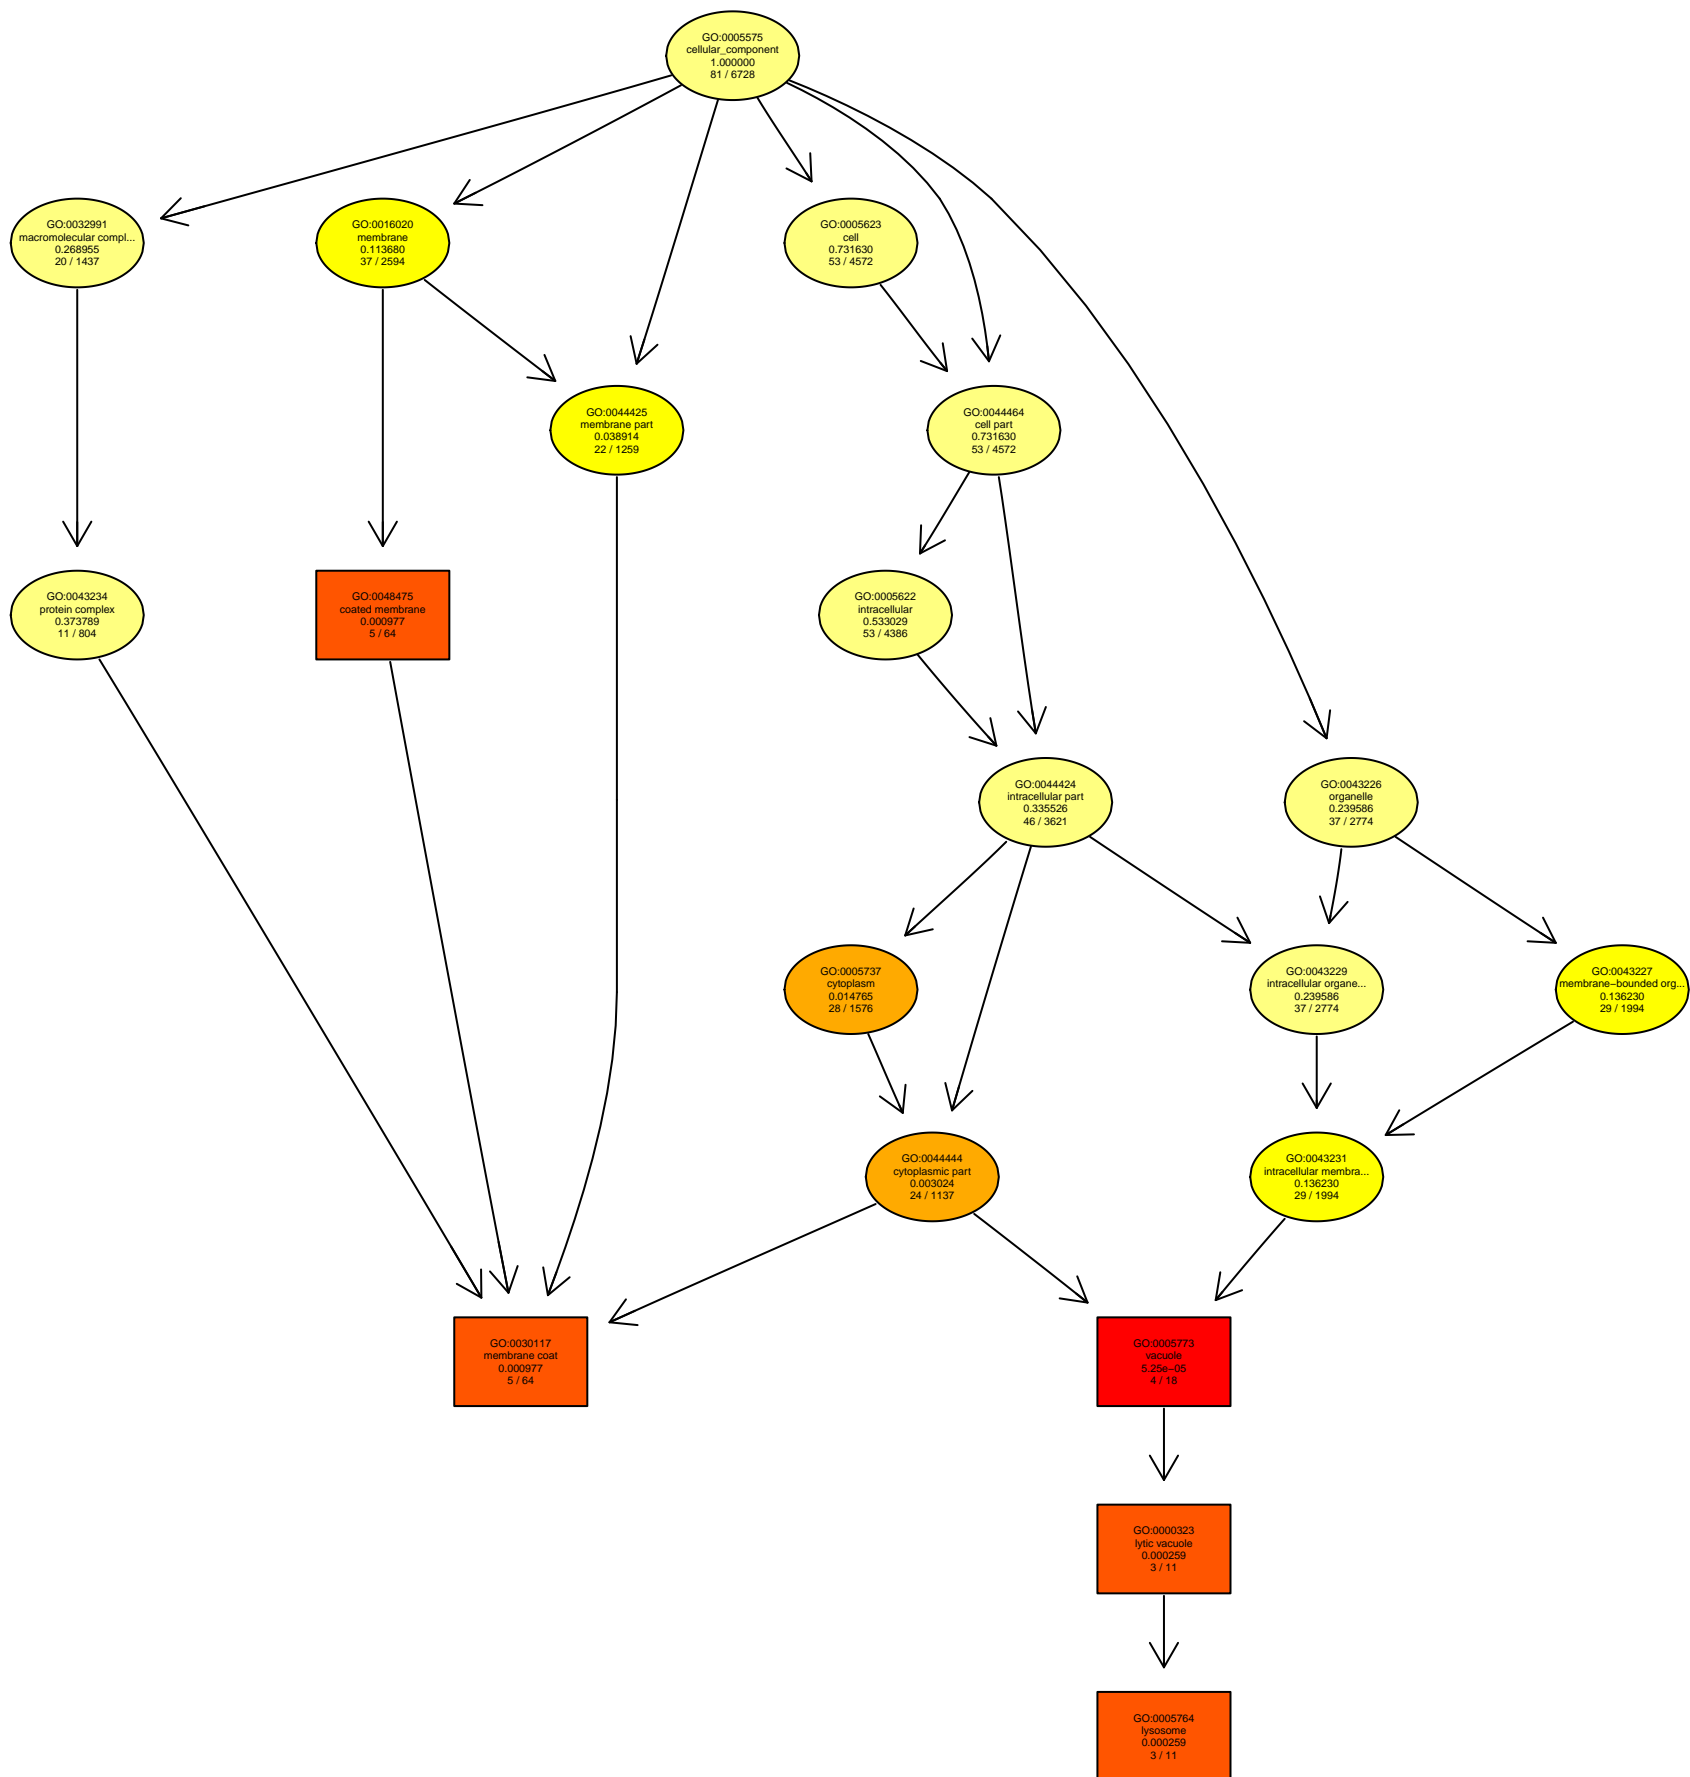 GO:0005575
cellular_component
1.000000
81 / 6728
GO:0032991
macromolecular compl...
0.268955
20 / 1437
GO:0016020
membrane
0.113680
37 / 2594
GO:0005623
cell
0.731630
53 / 4572
GO:0044425
membrane part
0.038914
22 / 1259
GO:0044464
cell part
0.731630
53 / 4572
GO:0043234
protein complex
0.373789
11 / 804
GO:0048475
coated membrane
0.000977
5 / 64
GO:0005622
intracellular
0.533029
53 / 4386
GO:0044424
intracellular part
0.335526
46 / 3621
GO:0043226
organelle
0.239586
37 / 2774
GO:0005737
cytoplasm
0.014765
28 / 1576
GO:0043229
intracellular organe...
0.239586
37 / 2774
GO:0043227
membrane−bounded org...
0.136230
29 / 1994
GO:0044444
cytoplasmic part
0.003024
24 / 1137
GO:0043231
intracellular membra...
0.136230
29 / 1994
GO:0030117
membrane coat
0.000977
5 / 64
GO:0005773
vacuole
5.25e−05
4 / 18
GO:0000323
lytic vacuole
0.000259
3 / 11
GO:0005764
lysosome
0.000259
3 / 11